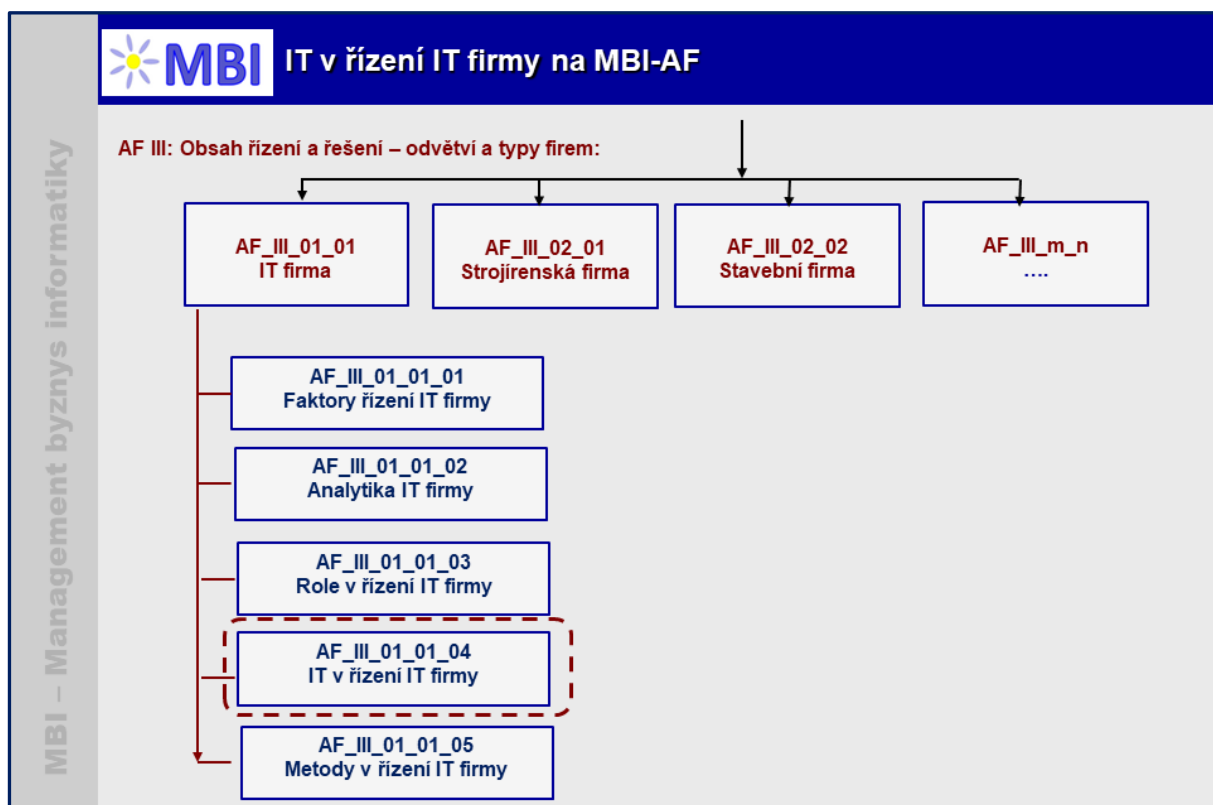 MBI
IT v řízení IT firmy na MBI-AF
MBI – Management byznys informatiky
AF III: Obsah řízení a řešení – odvětví a typy firem:
AF_III_01_01
IT firma
AF_III_02_01
Strojírenská firma
AF_III_02_02
Stavební firma
AF_III_m_n
....
AF_III_01_01_01
Faktory řízení IT firmy
AF_III_01_01_02
Analytika IT firmy
AF_III_01_01_03
Role v řízení IT firmy
AF_III_01_01_04
IT v řízení IT firmy
AF_III_01_01_05
Metody v řízení IT firmy